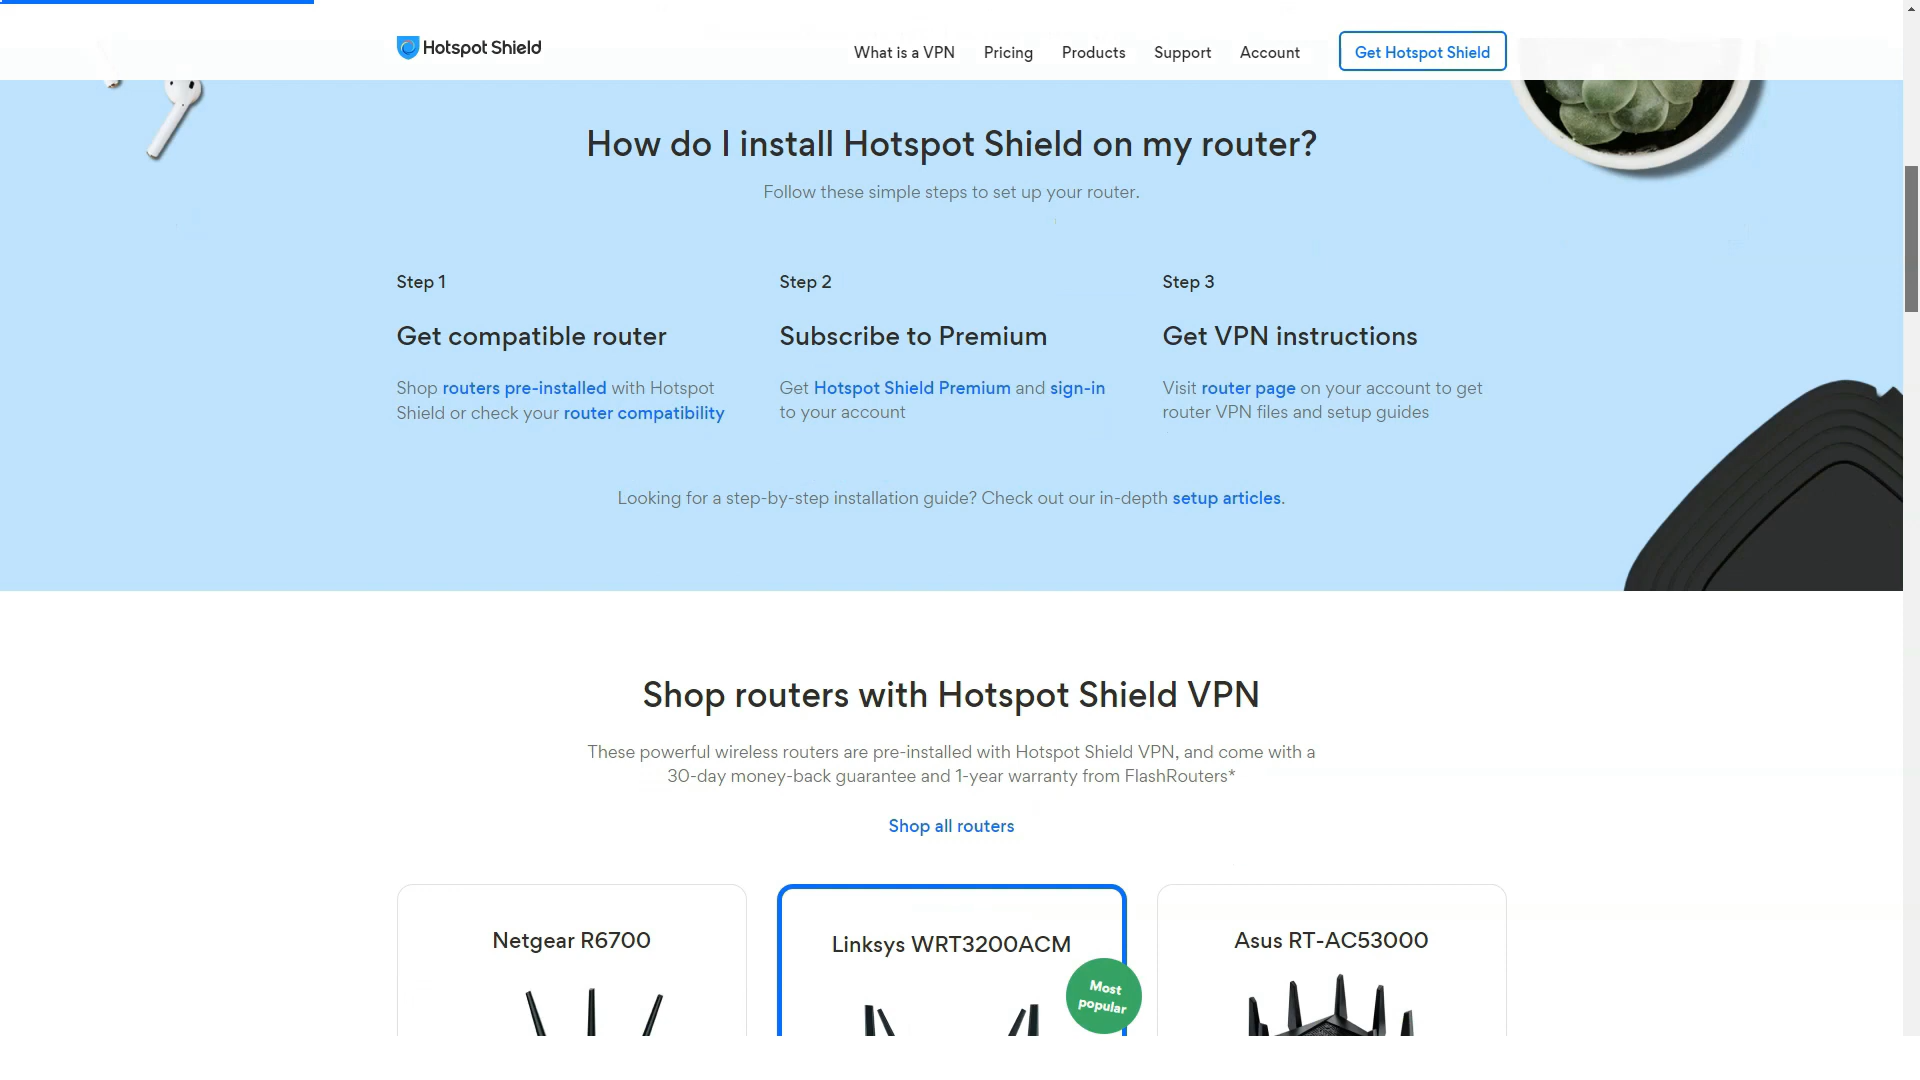 Hotspot Shield
What is a VPN
Pricing
Products
Support
Account
Get Hotspot Shield
How do I install Hotspot Shield on my router?
Follow these simple steps to set up your router.
Step 1
Get compatible router
Shop routers pre-installed with Hotspot
Shield or check your router compatibility
Step 2
Subscribe to Premium
Get Hotspot Shield Premium and sign-in
to your account
Step 3
Get VPN instructions
Visit router page on your account to get
router VPN files and setup guides
Looking for a step-by-step installation guide? Check out our in-depth setup articles.
Shop routers with Hotspot Shield VPN
These powerful wireless routers are pre-installed with Hotspot Shield VPN, and come with a
30-day money-back guarantee and 1-year warranty from FlashRouters*
Shop all routers
Netgear R6700
Linksys WRT3200ACM
Most
popular
Asus RT-AC53000